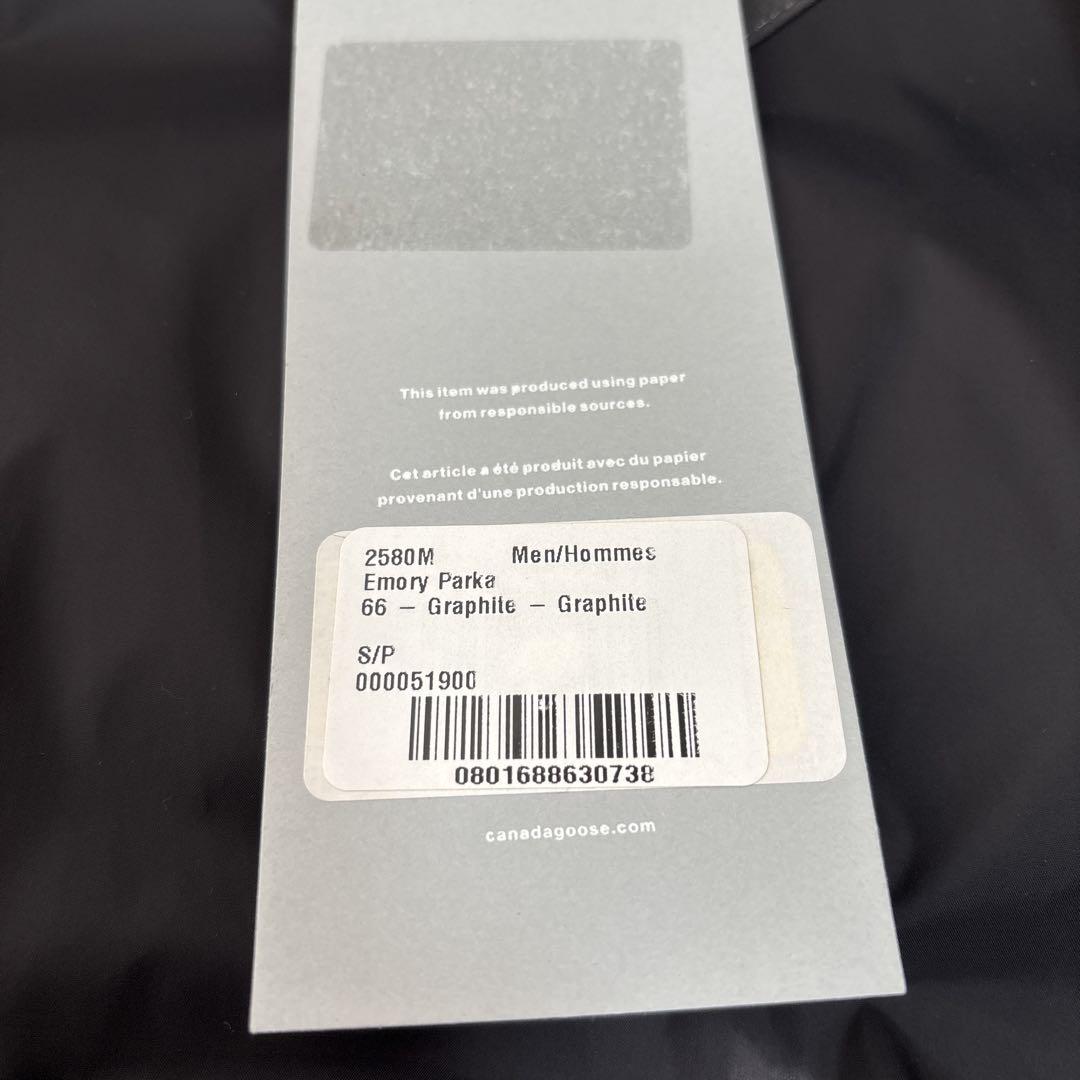 This item was produced using paper
from responsible sources.
Cet article a été produit avec du papier
provenant d'une production responsable.
2580M Men/Hommes
Emory Parka
66 – Graphite – Graphite
S/P
000051900
0801688630738
canadagoose.com